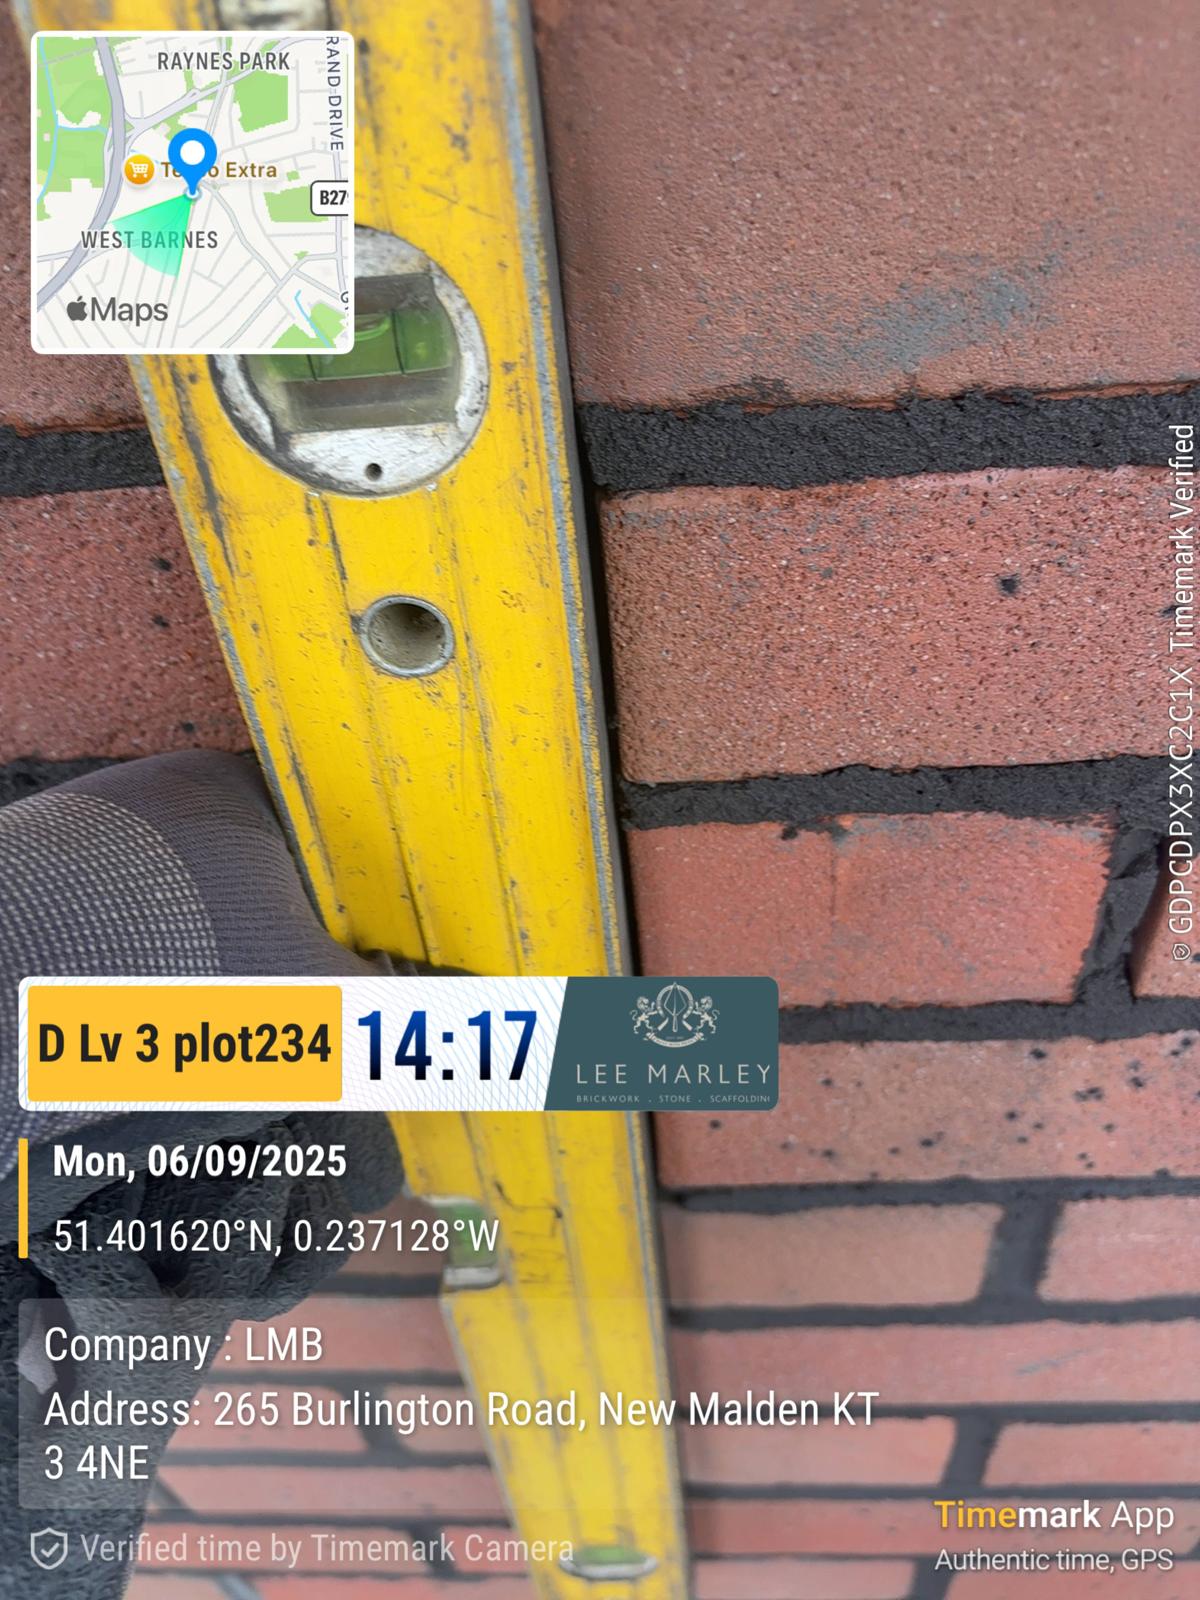 RAYNES PARK
RAND DRIVE
Extra
B27
WEST BARNES
Maps
D Lv 3 plot234
14:17
LEE MARLEY
BRICKWORK . STONE . SCAFFOLDIN
Mon, 06/09/2025
51.401620°N, 0.237128°W
Company : LMB
Address: 265 Burlington Road, New Malden KT
3 4NE
Verified time by Timemark Camera
Timemark App
Authentic time, GPS
© GDPCDPX3XC2C1X Timemark Verified